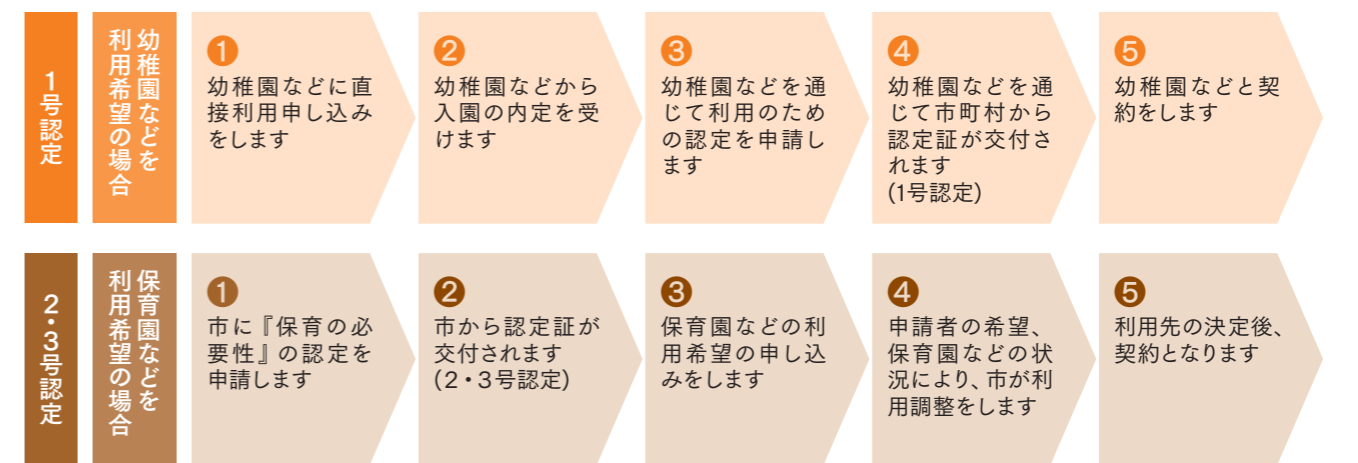 1号認定
幼稚園などを
利用希望の場合
❶
幼稚園などに直
接利用申し込み
をします
❷
幼稚園などから
入園の内定を受
けます
❸
幼稚園などを通
じて利用のため
の認定を申請し
ます
❹
幼稚園などを通
じて市町村から
認定証が交付さ
れます
(1号認定)
❺
幼稚園などと契
約をします
2・3号認定
保育園などを
利用希望の場合
❶
市に『保育の必
要性』の認定を
申請します
❷
市から認定証が
交付されます
(2・3号認定)
❸
保育園などの利
用希望の申し込
みをします
❹
申請者の希望、
保育園などの状
況により、市が利
用調整をします
❺
利用先の決定後、
契約となります